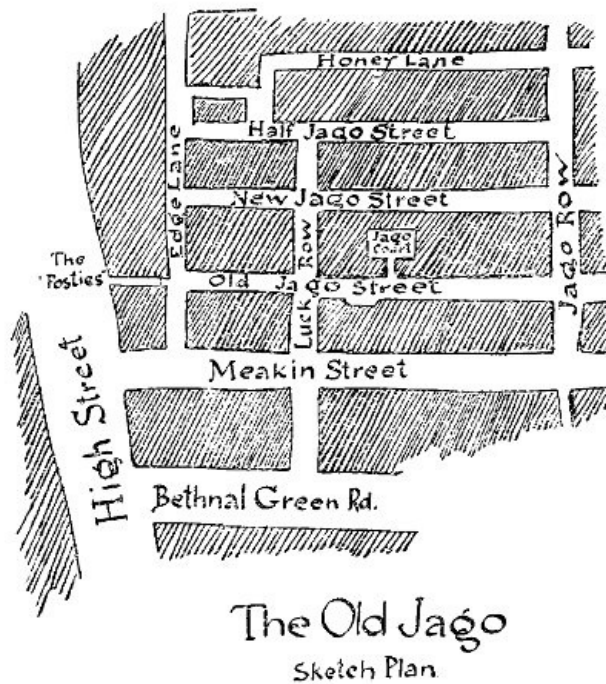 Honey Lane
Half Jago Street
Edge Lane
New Jago Street
Jago Row
Luck Row
Jago
Court
The
"Posties"
Old Jago Street
Meakin Street
High Street
Bethnal Green Rd.
The Old Jago
Sketch Plan